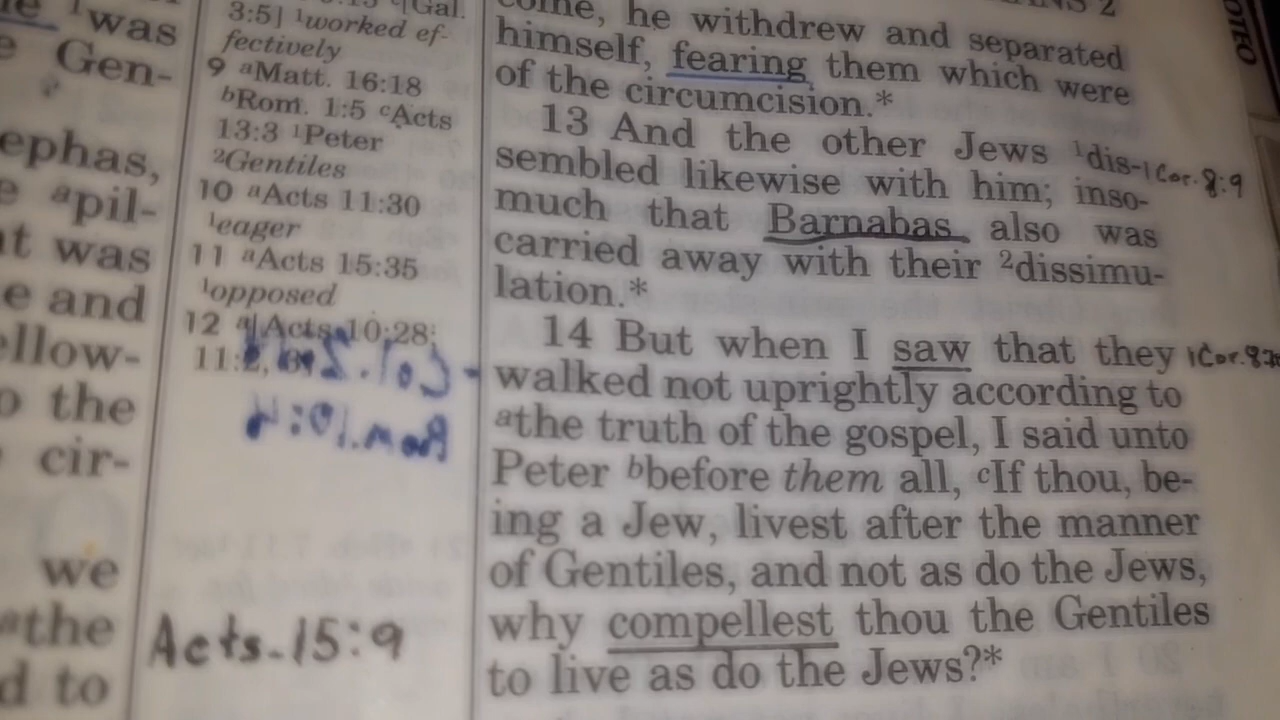 was
Gen-
ephas,
e ᵃpil-
t was
e and
ellow-
o the
cir-
we
ᵃthe
d to
Gal.
3:5] ¹worked ef-
fectively
9 ᵃMatt. 16:18
ᵇRom. 1:5 ᶜActs
13:3 ¹Peter
²Gentiles
10 ᵃActs 11:30
¹eager
11 ᵃActs 15:35
¹opposed
12 ᵃ[Acts 10:28;
Acts-15:9
come, he withdrew and separated
himself, fearing them which were
of the circumcision.*
13 And the other Jews ¹dis- 1Cor. 8:9
sembled likewise with him; inso-
much that Barnabas also was
carried away with their ²dissimu-
lation.*
14 But when I saw that they 1Cor.
walked not uprightly according to
ᵃthe truth of the gospel, I said unto
Peter ᵇbefore them all, ᶜIf thou, be-
ing a Jew, livest after the manner
of Gentiles, and not as do the Jews,
why compellest thou the Gentiles
to live as do the Jews?*